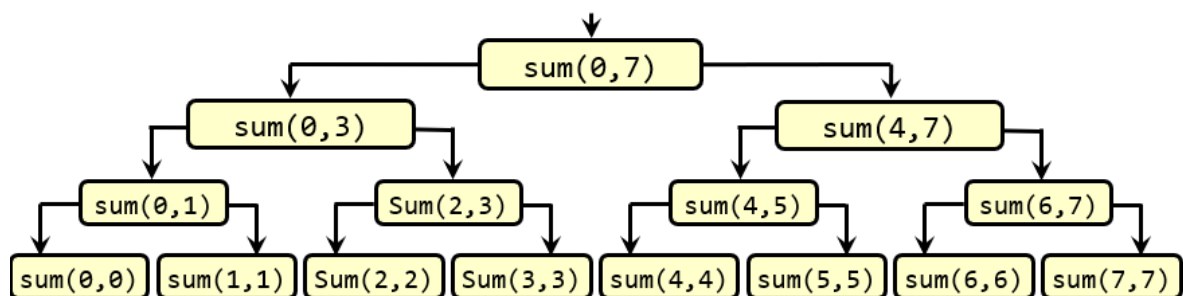 sum(0,7)
sum(0,3)
sum(4,7)
sum(0,1)
Sum(2,3)
sum(4,5)
sum(6,7)
sum(0,0)
sum(1,1)
Sum(2,2)
Sum(3,3)
sum(4,4)
sum(5,5)
sum(6,6)
sum(7,7)